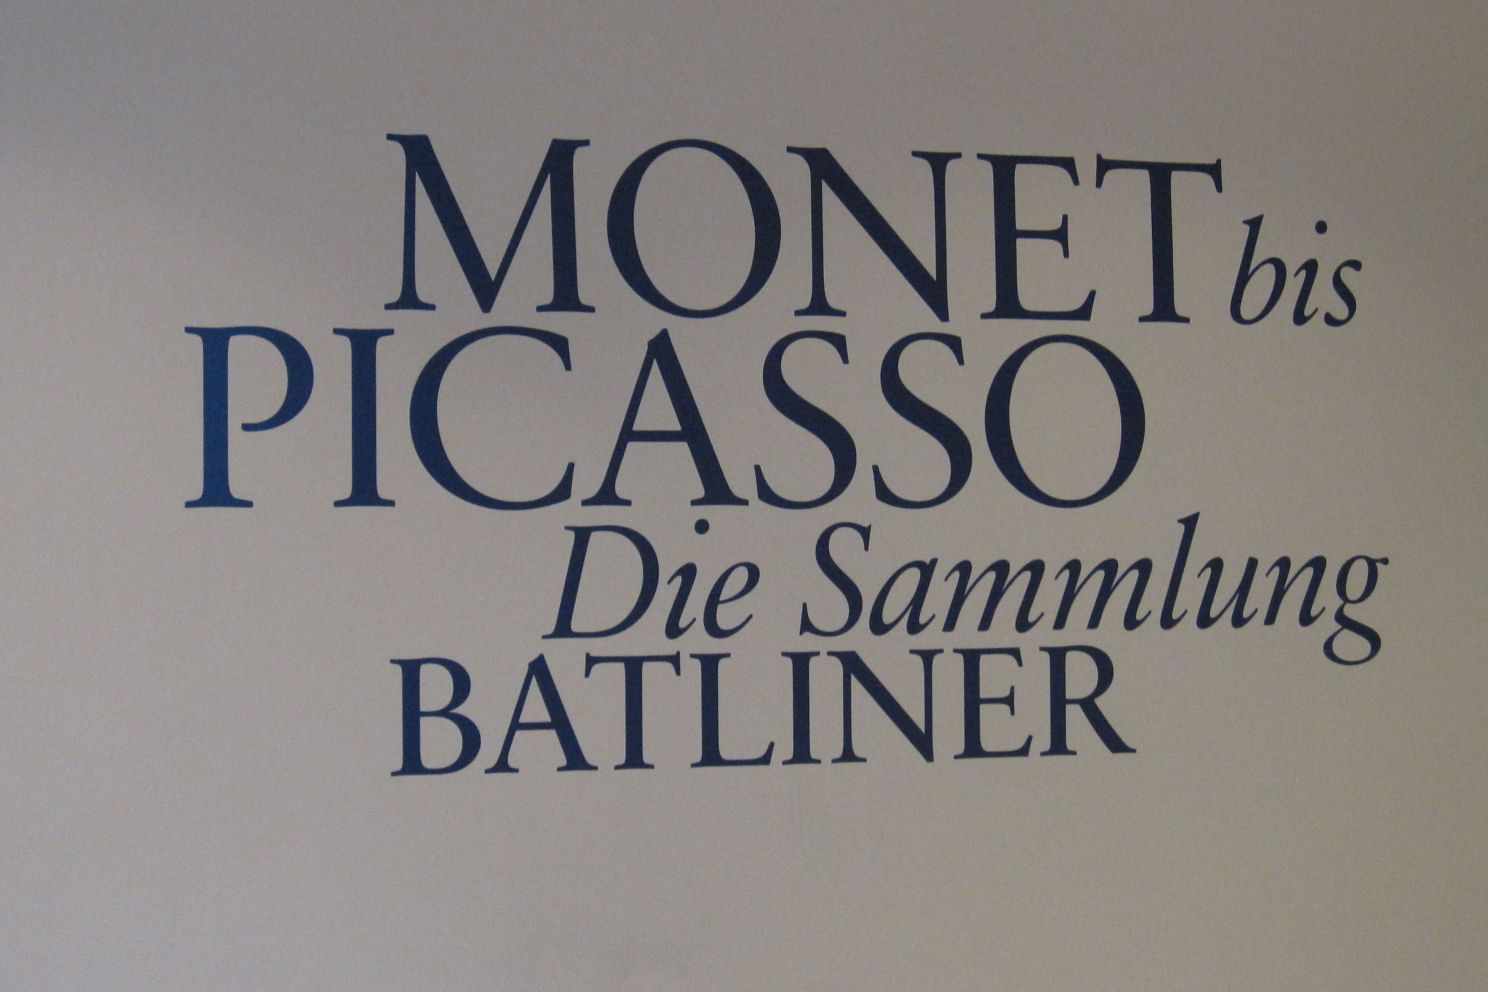 MONET bis
PICASSO
Die Sammlung
BATLINER